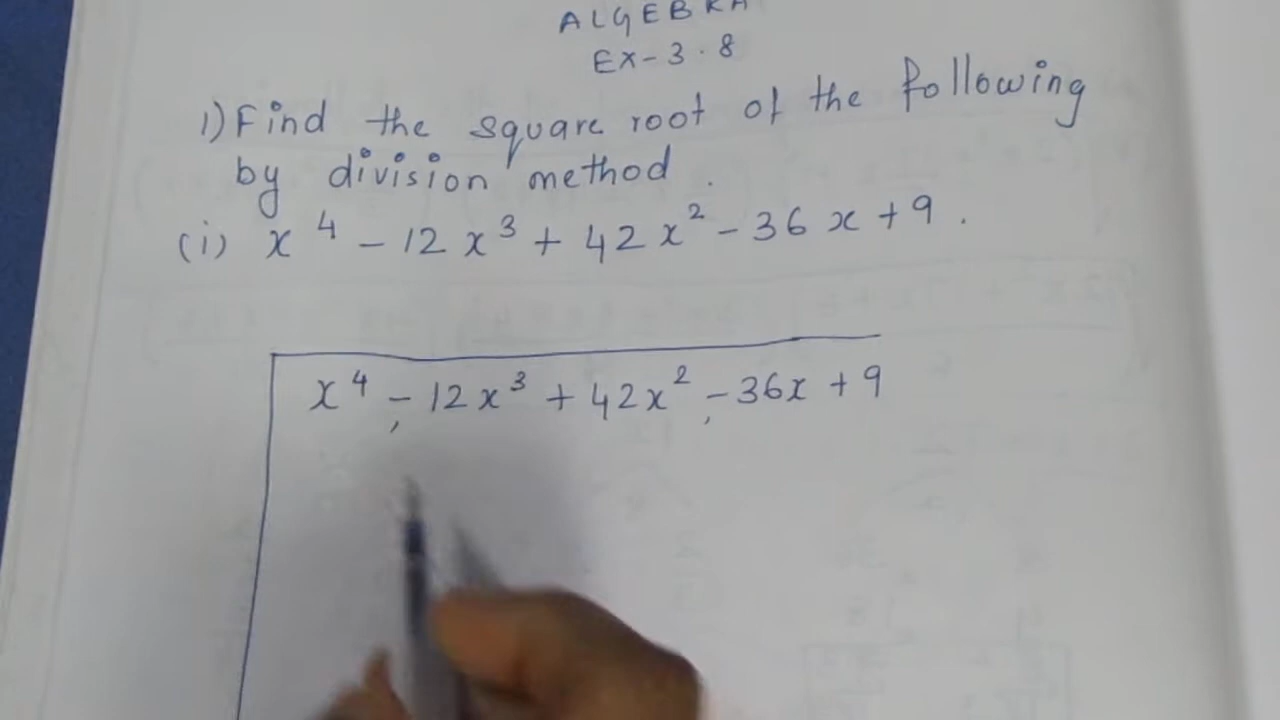 ALGEBRA
EX-3.8
1) Find the square root of the following
by division method.
(i) x⁴ - 12x³ + 42x² - 36x + 9.
x⁴ - 12x³ + 42x² - 36x + 9